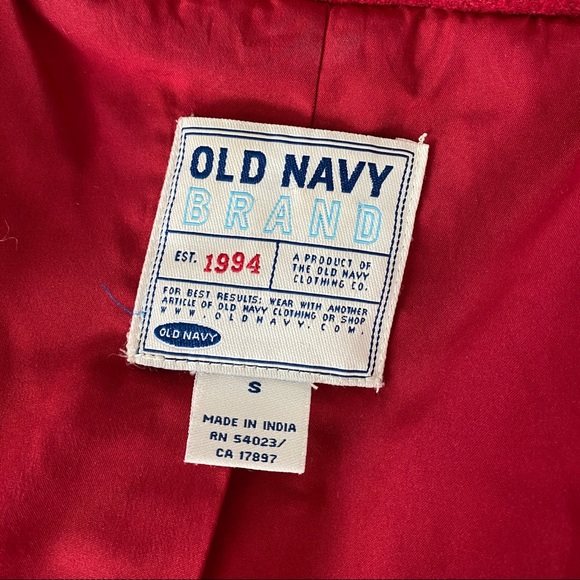 OLD NAVY
BRAND
EST. 1994
A PRODUCT OF
THE OLD NAVY
CLOTHING CO.
FOR BEST RESULTS: WEAR WITH ANOTHER
ARTICLE OF OLD NAVY CLOTHING OR SHOP
WWW.OLDNAVY.COM.
OLD NAVY
S
MADE IN INDIA
RN 54023/
CA 17897